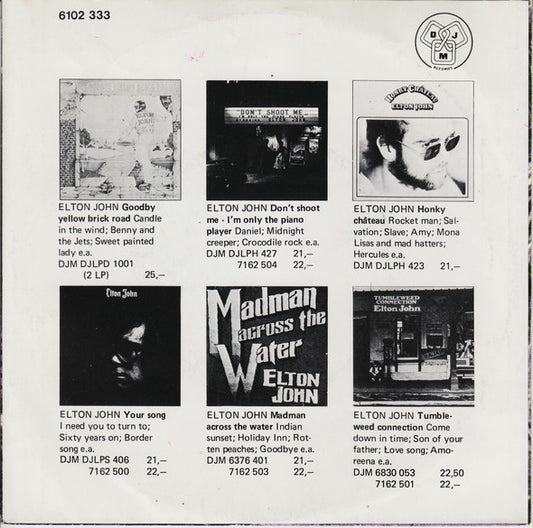 6102 333
D J M
RECORDS
DON'T SHOOT ME
I'M ONLY THE PIANO PLAYER
STARRING ELTON JOHN
HONKY CHÂTEAU
ELTON JOHN
ELTON JOHN Goodby
yellow brick road Candle
in the wind; Benny and
the Jets; Sweet painted
lady e.a.
DJM DJLPD 1001
(2 LP) 25,—
ELTON JOHN Don't shoot
me - I'm only the piano
player Daniel; Midnight
creeper; Crocodile rock e.a.
DJM DJLPH 427 21,—
7162 504 22,—
ELTON JOHN Honky
château Rocket man; Sal-
vation; Slave; Amy; Mona
Lisas and mad hatters;
Hercules e.a.
DJM DJLPH 423 21,—
Elton John
Madman
across the
Water
ELTON
JOHN
TUMBLEWEED
CONNECTION
Elton John
ELTON JOHN Your song
I need you to turn to;
Sixty years on; Border
song e.a.
DJM DJLPS 406 21,—
7162 500 22,—
ELTON JOHN Madman
across the water Indian
sunset; Holiday Inn; Rot-
ten peaches; Goodbye e.a.
DJM 6376 401 21,—
7162 503 22,—
ELTON JOHN Tumble-
weed connection Come
down in time; Son of your
father; Love song; Amo-
reena e.a.
DJM 6830 053 22,50
7162 501 22,—